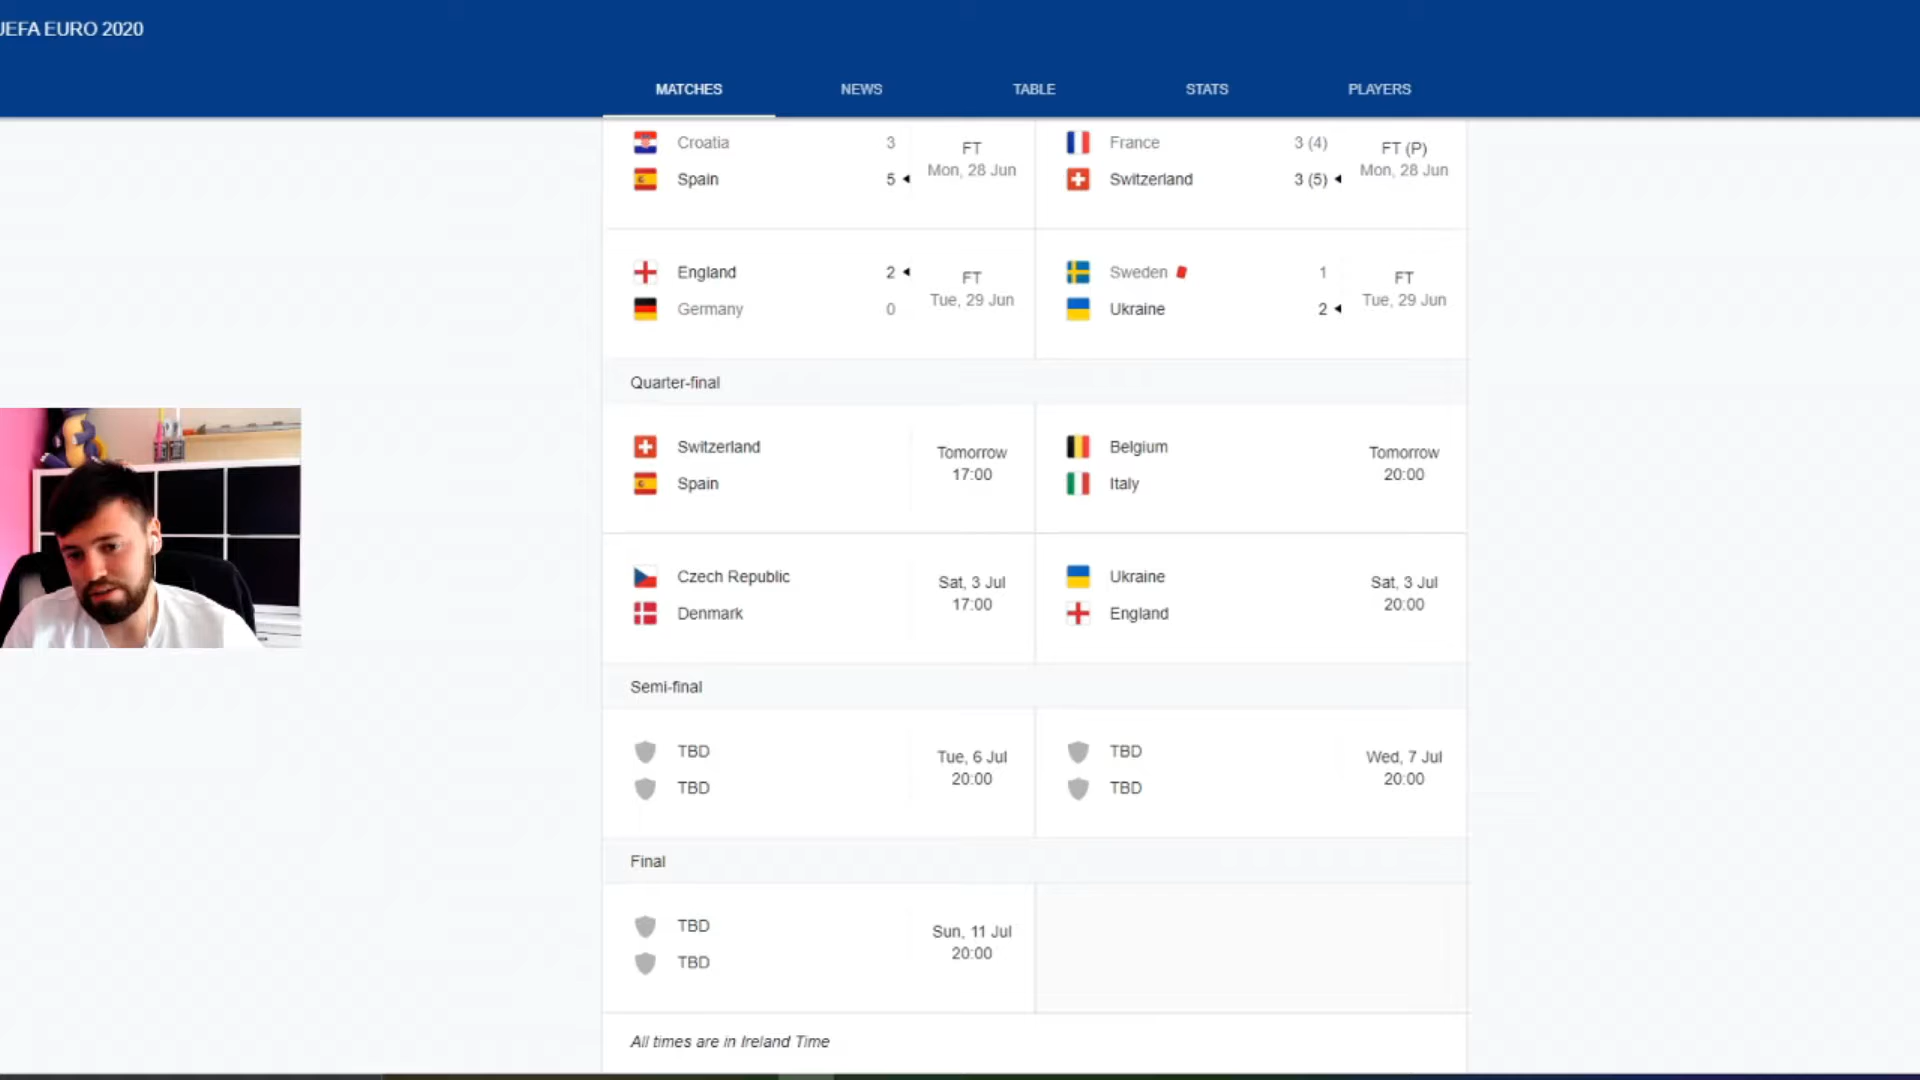 UEFA EURO 2020
MATCHES NEWS TABLE STATS PLAYERS
Croatia 3
Spain 5
FT
Mon, 28 Jun
France 3 (4)
Switzerland 3 (5)
FT (P)
Mon, 28 Jun
England 2
Germany 0
FT
Tue, 29 Jun
Sweden 1
Ukraine 2
FT
Tue, 29 Jun
Quarter-final
Switzerland
Spain
Tomorrow
17:00
Belgium
Italy
Tomorrow
20:00
Czech Republic
Denmark
Sat, 3 Jul
17:00
Ukraine
England
Sat, 3 Jul
20:00
Semi-final
TBD
TBD
Tue, 6 Jul
20:00
TBD
TBD
Wed, 7 Jul
20:00
Final
TBD
TBD
Sun, 11 Jul
20:00
All times are in Ireland Time